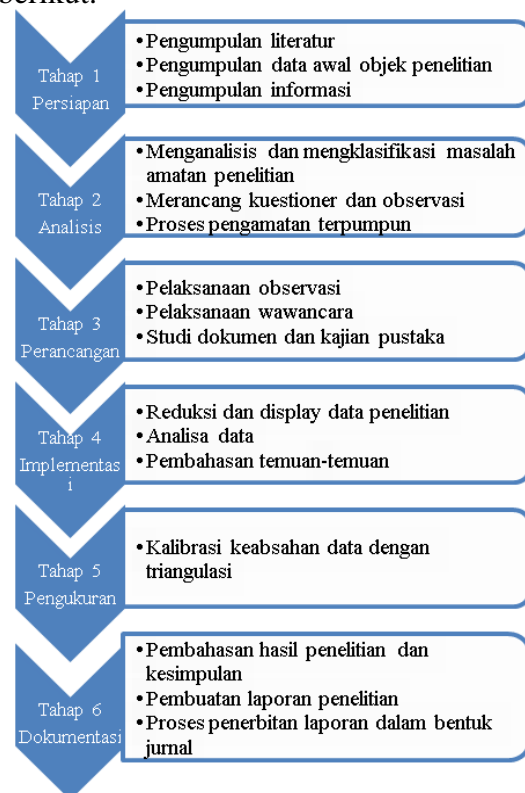 berikut.
Tahap 1
Persiapan
•Pengumpulan literatur
•Pengumpulan data awal objek penelitian
•Pengumpulan informasi
Tahap 2
Analisis
•Menganalisis dan mengklasifikasi masalah
amatan penelitian
•Merancang kuestioner dan observasi
•Proses pengamatan terpumpun
Tahap 3
Perancangan
•Pelaksanaan observasi
•Pelaksanaan wawancara
•Studi dokumen dan kajian pustaka
Tahap 4
Implementas
i
•Reduksi dan display data penelitian
•Analisa data
•Pembahasan temuan-temuan
Tahap 5
Pengukuran
•Kalibrasi keabsahan data dengan
triangulasi
Tahap 6
Dokumentasi
•Pembahasan hasil penelitian dan
kesimpulan
•Pembuatan laporan penelitian
•Proses penerbitan laporan dalam bentuk
jurnal